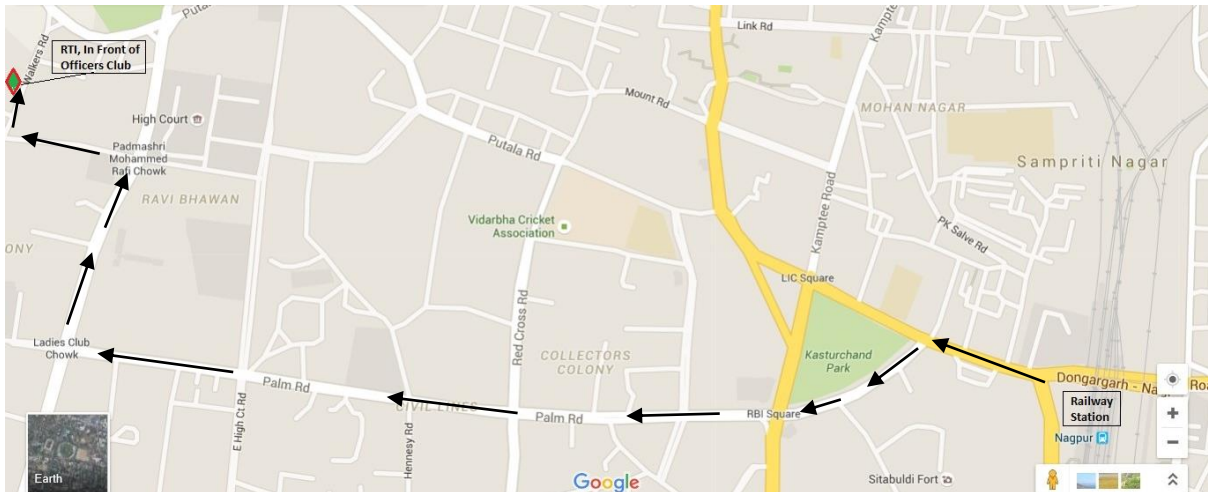 Putala
Link Rd
Kamptee R
RTI, In Front of
Officers Club
Walkers Rd
Mount Rd
MOHAN NAGAR
High Court
Padmashri
Mohammed
Rafi Chowk
Putala Rd
Sampriti Nagar
RAVI BHAWAN
Vidarbha Cricket
Association
Kamptee Road
PK Salve Rd
ONY
LIC Square
Red Cross Rd
Ladies Club
Chowk
COLLECTORS
COLONY
Kasturchand
Park
Palm Rd
CIVIL LINES
Palm Rd
RBI Square
Dongargarh - Nagpur Roa
Railway
Station
E High Ct Rd
Hennesy Rd
Nagpur
Earth
Google
Sitabuldi Fort